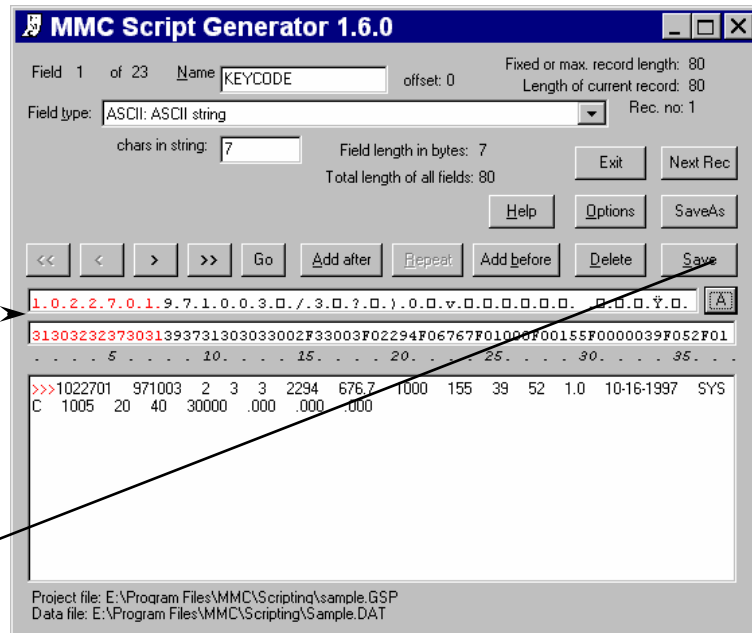 MMC Script Generator 1.6.0
Field 1 of 23 Name KEYCODE offset: 0 Fixed or max. record length: 80
Length of current record: 80
Field type: ASCII: ASCII string Rec. no: 1
chars in string: 7 Field length in bytes: 7
Total length of all fields: 80
Exit Next Rec
Help Options SaveAs
<< < > >> Go Add after Repeat Add before Delete Save
1.0.2.2.7.0.1.9.7.1.0.0.3.□./.3.□.?.□.).0.□.v.□.□.□.□.□.□. .□.□.□.Ÿ.□. A
31303232373031393731303033002F33003F02294F06767F01000F00155F0000039F052F01
. . . . 5 . . . . 10. . . . 15. . . . 20. . . . 25. . . . 30. . . . 35. . .
>>>1022701 971003 2 3 3 2294 676.7 1000 155 39 52 1.0 10-16-1997 SYS
C 1005 20 40 30000 .000 .000 .000
Project file: E:\Program Files\MMC\Scripting\sample.GSP
Data file: E:\Program Files\MMC\Scripting\Sample.DAT